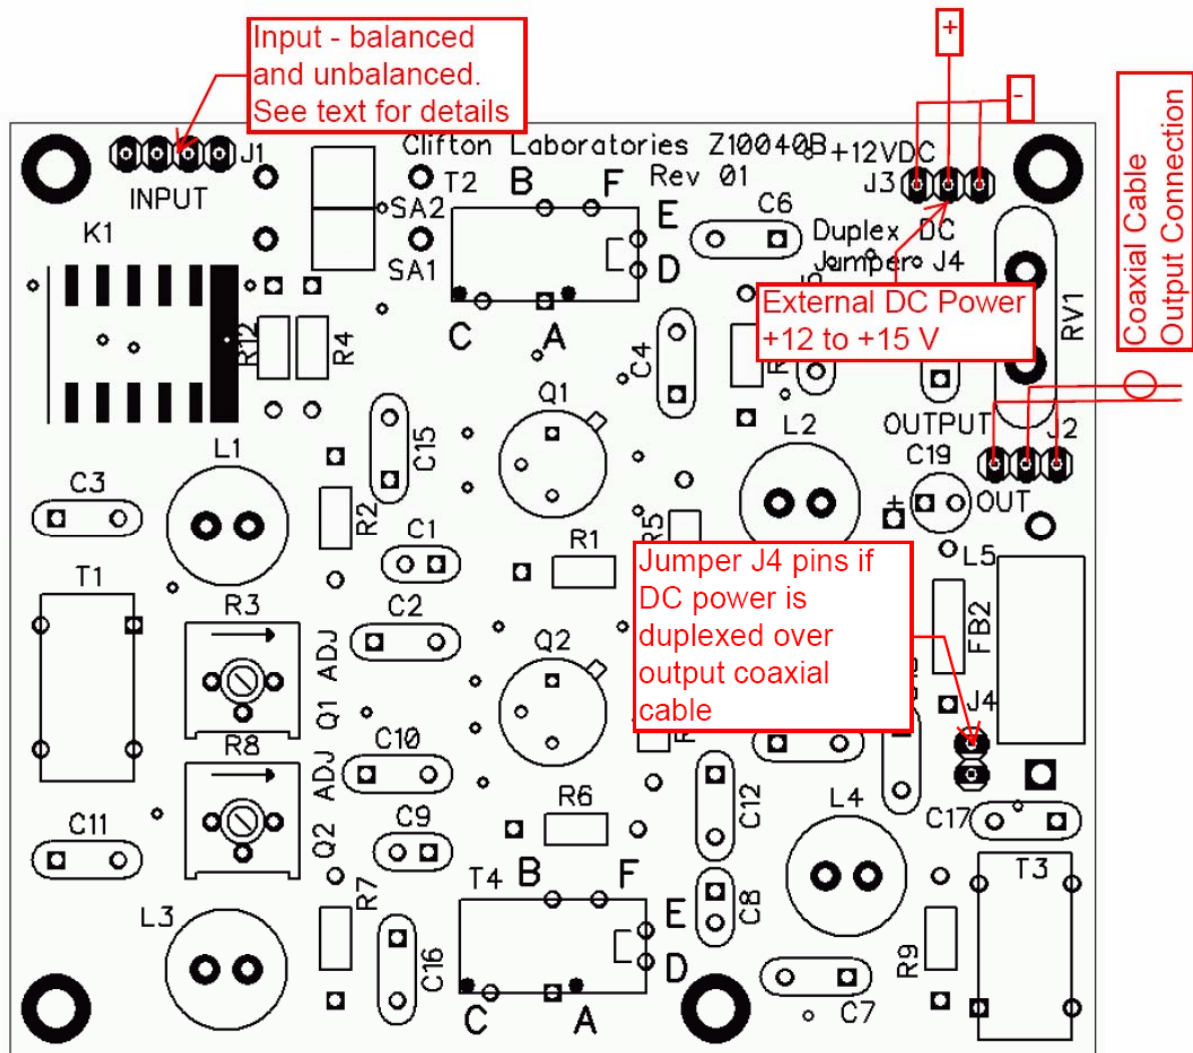 Input - balanced
and unbalanced.
See text for details
+
-
Coaxial Cable
Output Connection
J1
INPUT
Clifton Laboratories Z10040B
Rev 01
+12VDC
J3
K1
T2
B
F
E
D
C
A
SA2
SA1
C6
Duplex DC
Jumper J4
External DC Power
+12 to +15 V
RV1
R12
R4
C4
Q1
C15
L1
L2
OUTPUT
J2
C19
+
OUT
C3
R2
C1
R1
R5
L5
Jumper J4 pins if
DC power is
duplexed over
output coaxial
cable
T1
R3
C2
Q1 ADJ
Q2
FB2
J4
R8
C10
Q2 ADJ
C12
R6
L4
C17
C11
C9
T4
B
F
E
D
C
A
C8
T3
L3
R7
C16
R9
C7